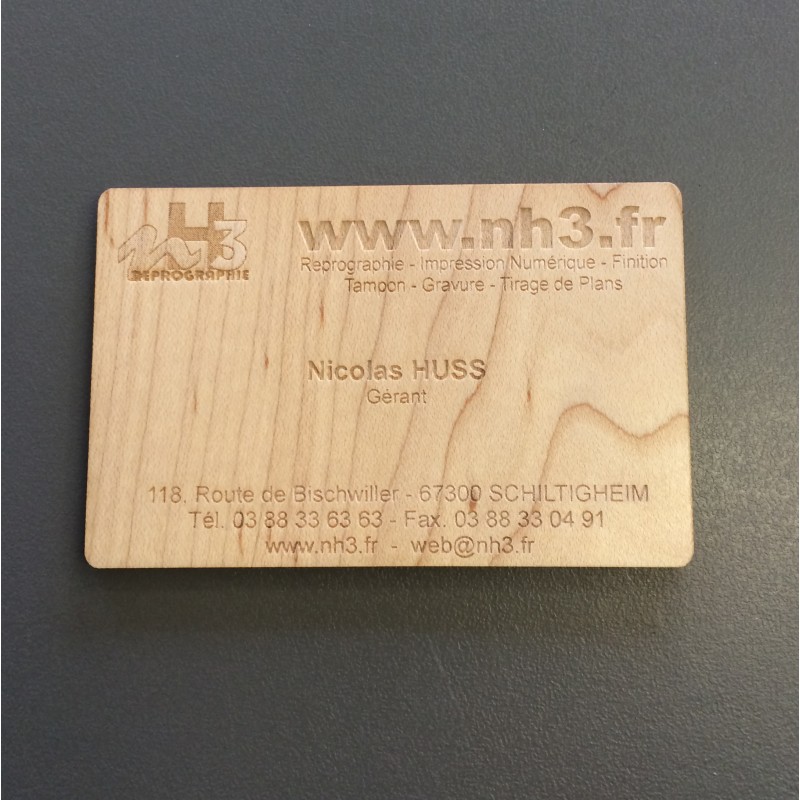 nH3
REPROGRAPHIE
www.nh3.fr
Reprographie - Impression Numérique - Finition
Tampon - Gravure - Tirage de Plans
Nicolas HUSS
Gérant
118, Route de Bischwiller - 67300 SCHILTIGHEIM
Tél. 03 88 33 63 63 - Fax. 03 88 33 04 91
www.nh3.fr - web@nh3.fr